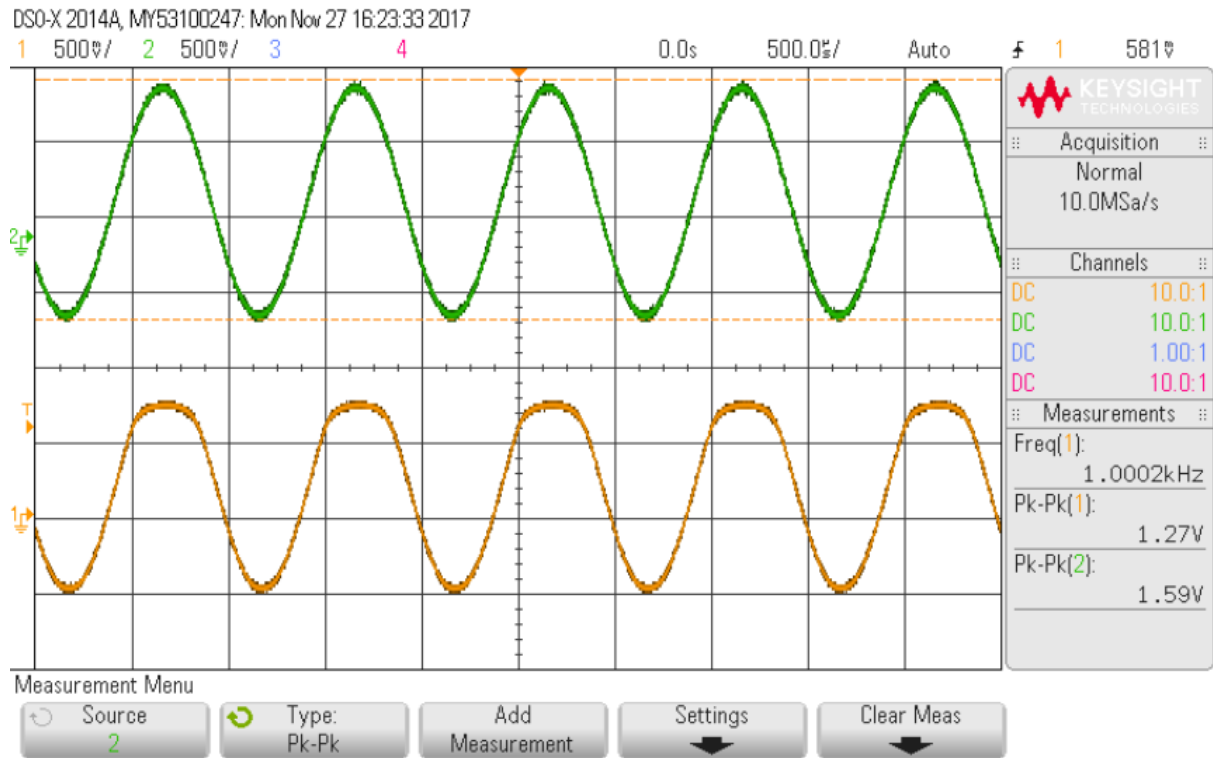 DSO-X 2014A, MY53100247: Mon Nov 27 16:23:33 2017
1 500mV/ 2 500mV/ 3 4 0.0s 500.0us/ Auto 1 581mV
KEYSIGHT
TECHNOLOGIES
Acquisition
Normal
10.0MSa/s
Channels
DC 10.0:1
DC 10.0:1
DC 1.00:1
DC 10.0:1
Measurements
Freq(1):
1.0002kHz
Pk-Pk(1):
1.27V
Pk-Pk(2):
1.59V
2
T
1
Measurement Menu
Source
2
Type:
Pk-Pk
Add
Measurement
Settings
Clear Meas